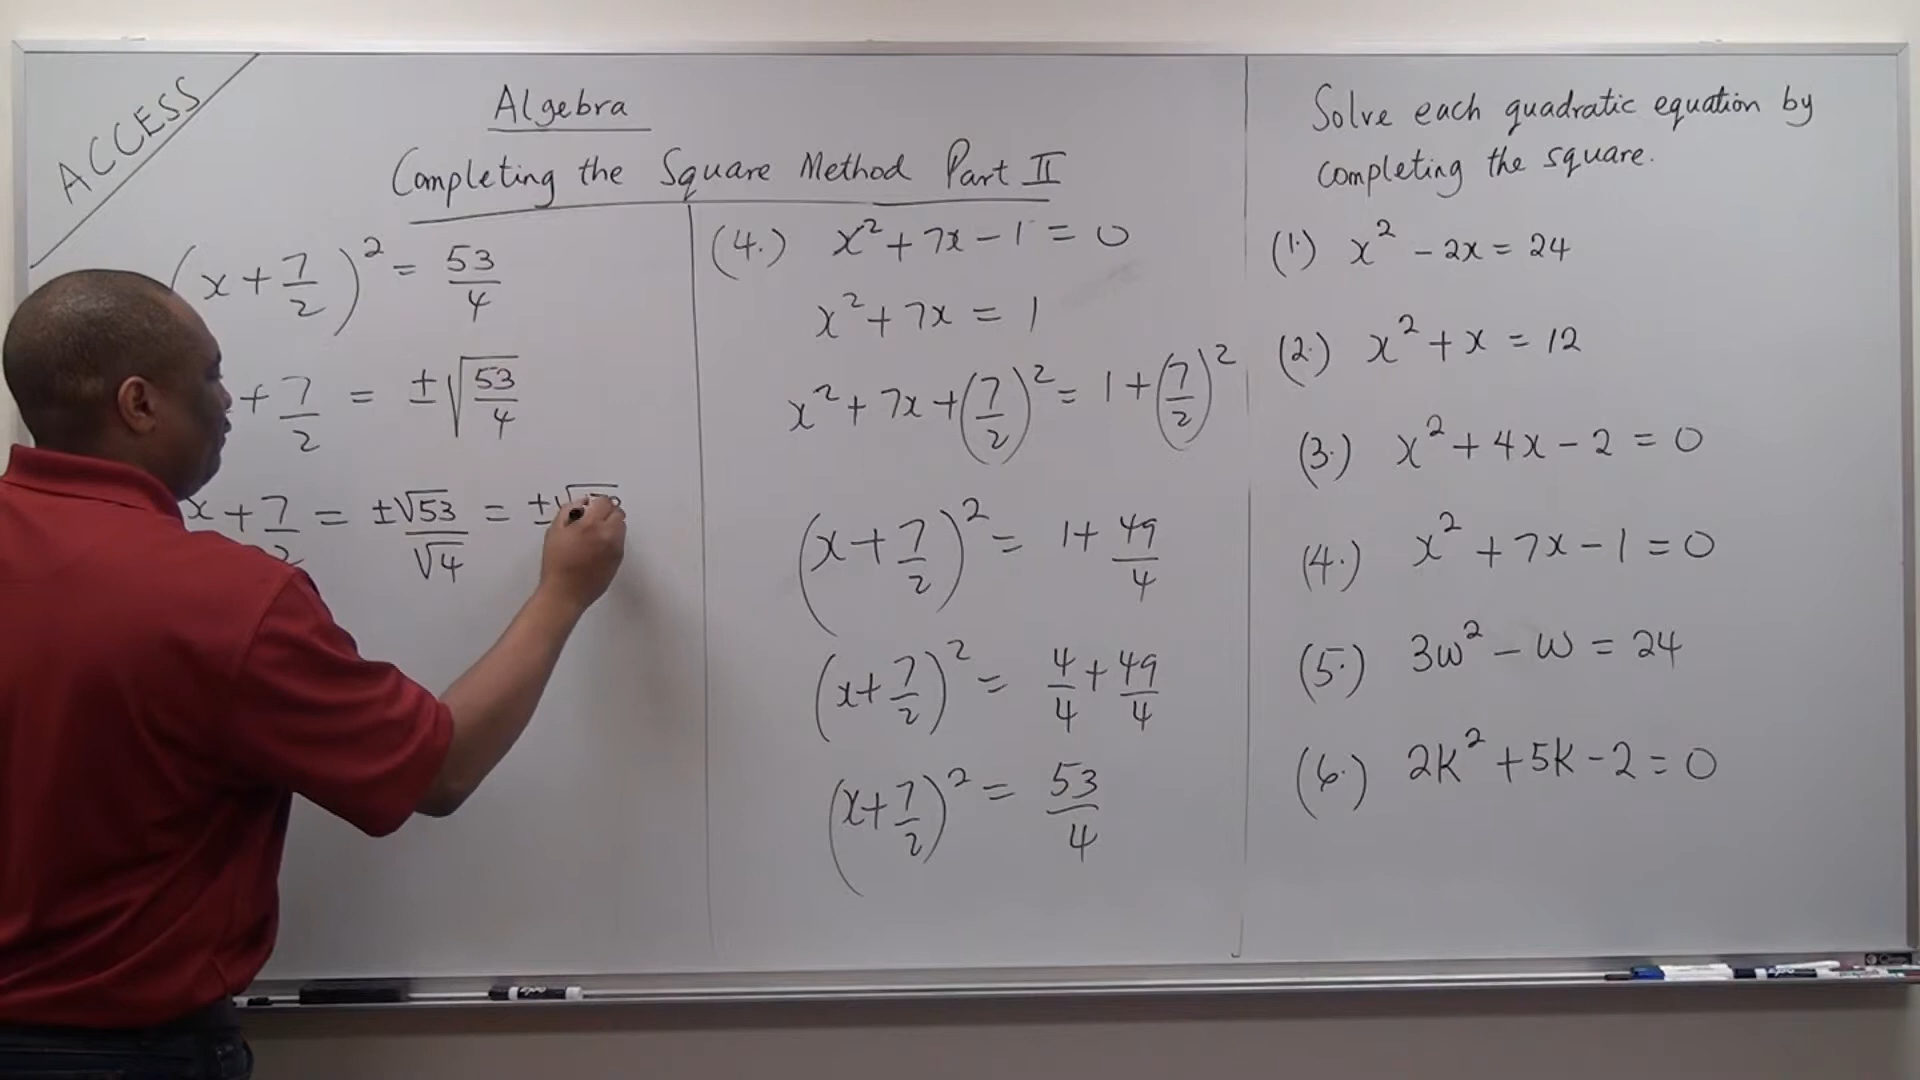 ACCESS
Algebra
Completing the Square Method Part II
(x + 7/2)² = 53/4
+ 7/2 = ±√(53/4)
x + 7/2 = ±√53/√4 = ±√
(4.) x² + 7x - 1 = 0
x² + 7x = 1
x² + 7x + (7/2)² = 1 + (7/2)²
(x + 7/2)² = 1 + 49/4
(x + 7/2)² = 4/4 + 49/4
(x + 7/2)² = 53/4
Solve each quadratic equation by
completing the square.
(1.) x² - 2x = 24
(2.) x² + x = 12
(3.) x² + 4x - 2 = 0
(4.) x² + 7x - 1 = 0
(5.) 3w² - w = 24
(6.) 2k² + 5k - 2 = 0